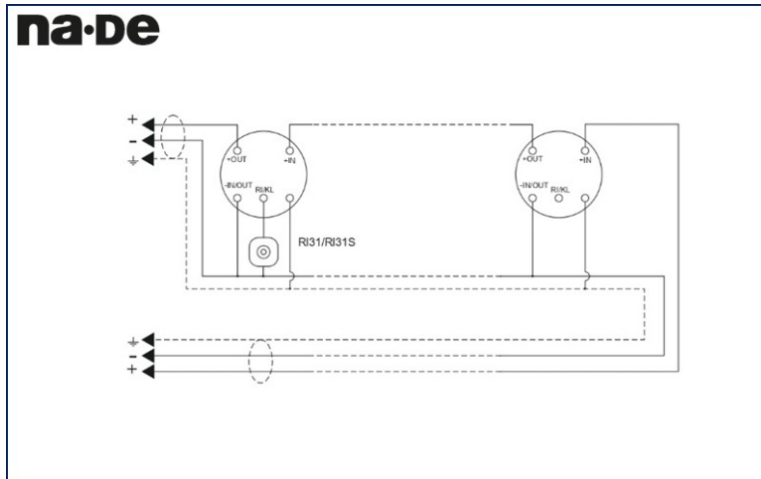 na·De
+
-
+OUT +IN +OUT +IN
-IN/OUT RI/KL -IN/OUT RI/KL
RI31/RI31S
-
+